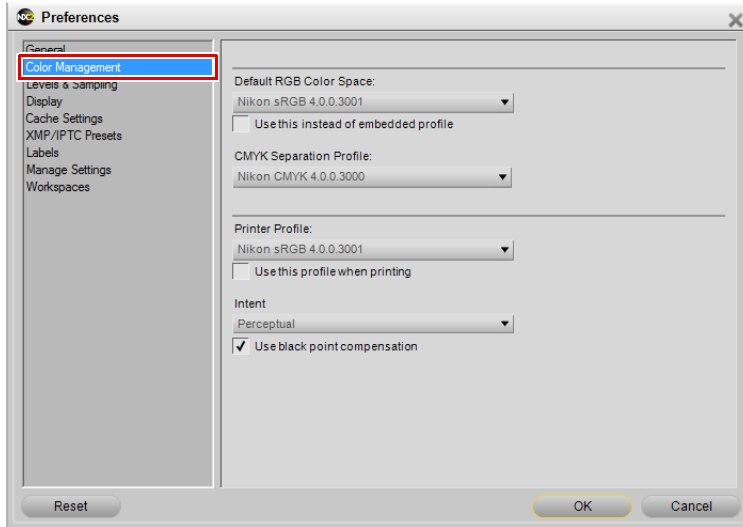 NX2 Preferences
General
Color Management
Levels & Sampling
Display
Cache Settings
XMP/IPTC Presets
Labels
Manage Settings
Workspaces
Default RGB Color Space:
Nikon sRGB 4.0.0.3001
Use this instead of embedded profile
CMYK Separation Profile:
Nikon CMYK 4.0.0.3000
Printer Profile:
Nikon sRGB 4.0.0.3001
Use this profile when printing
Intent
Perceptual
Use black point compensation
Reset
OK
Cancel